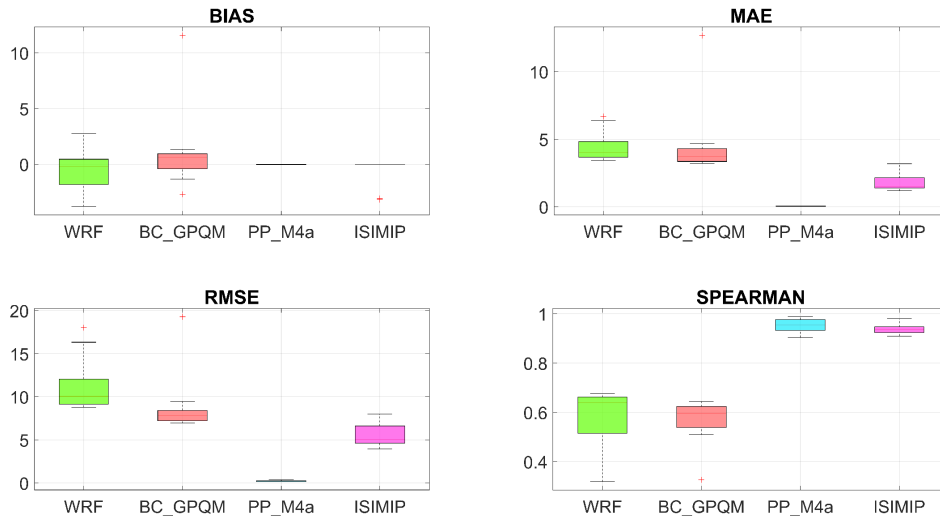 BIAS
10
5
0
WRF BC_GPQM PP_M4a ISIMIP
MAE
10
5
0
WRF BC_GPQM PP_M4a ISIMIP
RMSE
20
15
10
5
0
WRF BC_GPQM PP_M4a ISIMIP
SPEARMAN
1
0.8
0.6
0.4
WRF BC_GPQM PP_M4a ISIMIP